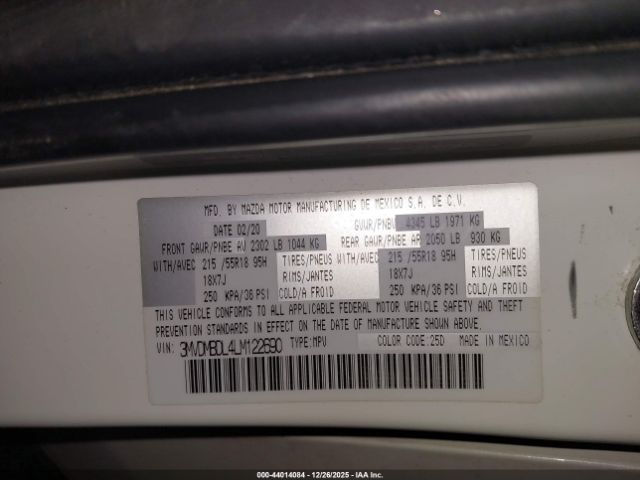 MFD. BY MAZDA MOTOR MANUFACTURING DE MEXICO S.A. DE C.V.
DATE 02/20 GVWR/PNBV 4345 LB 1971 KG
FRONT GAWR/PNBE AV 2302 LB 1044 KG REAR GAWR/PNBE AR 2050 LB 930 KG
WITH/AVEC 215 /55R18 95H TIRES/PNEUS WITH/AVEC 215 /55R18 95H TIRES/PNEUS
18X7J RIMS/JANTES 18X7J RIMS/JANTES
250 KPA/36 PSI COLD/A FROID 250 KPA/36 PSI COLD/A FROID
THIS VEHICLE CONFORMS TO ALL APPLICABLE FEDERAL MOTOR VEHICLE SAFETY AND THEFT
PREVENTION STANDARDS IN EFFECT ON THE DATE OF MANUFACTURE SHOWN ABOVE.
VIN: 3MVDMBDL4LM122690 TYPE:MPV COLOR CODE:25D MADE IN MEXICO
000-44014084 - 12/26/2025 - IAA Inc.